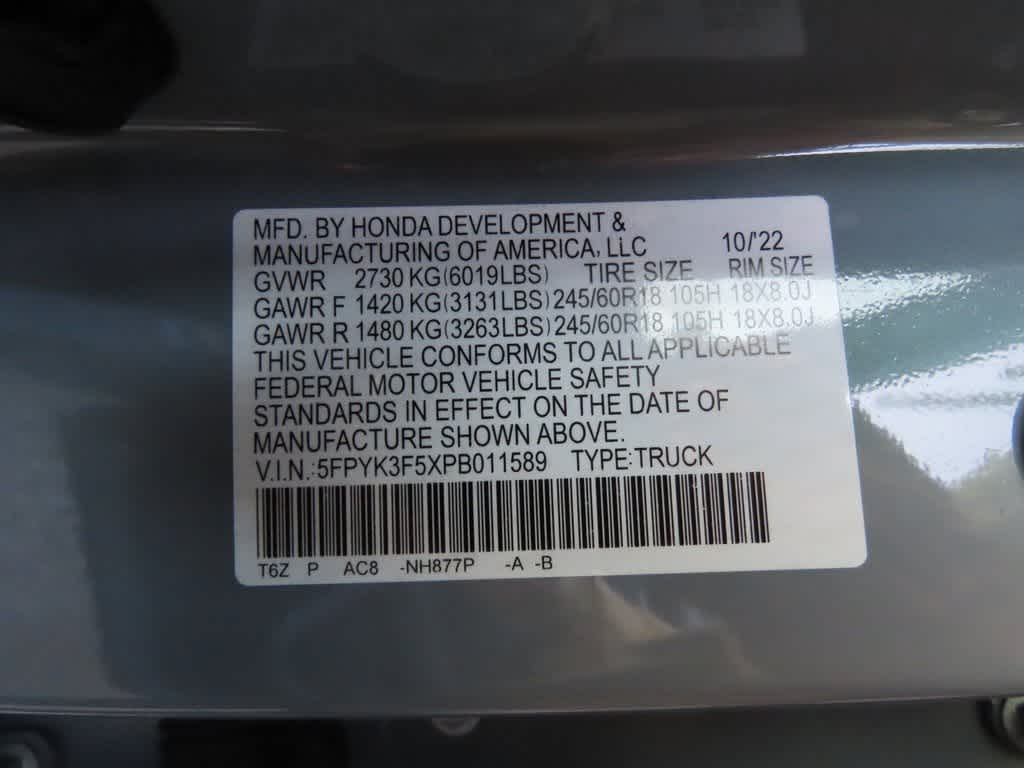 MFD. BY HONDA DEVELOPMENT &
MANUFACTURING OF AMERICA, LLC 10/'22
GVWR 2730 KG(6019LBS) TIRE SIZE RIM SIZE
GAWR F 1420 KG(3131LBS) 245/60R18 105H 18X8.0J
GAWR R 1480 KG(3263LBS) 245/60R18 105H 18X8.0J
THIS VEHICLE CONFORMS TO ALL APPLICABLE
FEDERAL MOTOR VEHICLE SAFETY
STANDARDS IN EFFECT ON THE DATE OF
MANUFACTURE SHOWN ABOVE.
V.I.N.:5FPYK3F5XPB011589 TYPE:TRUCK
T6Z P AC8 -NH877P -A -B